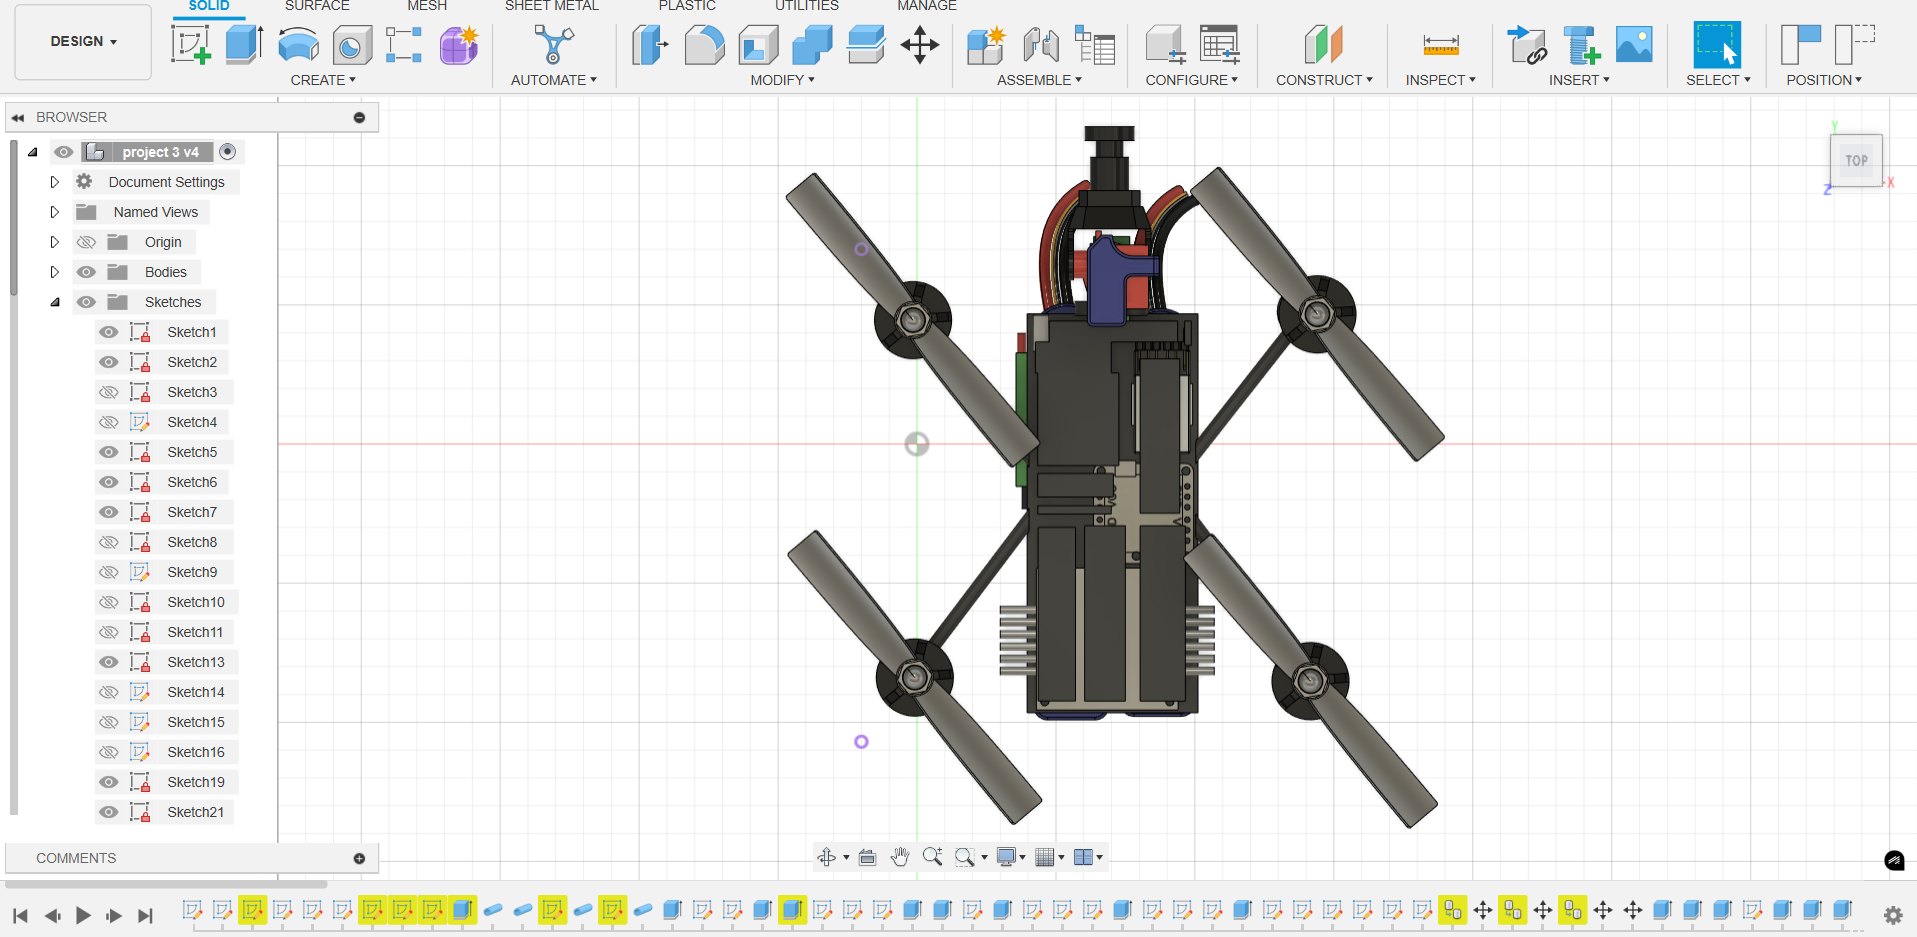 SOLID SURFACE MESH SHEET METAL PLASTIC UTILITIES MANAGE
DESIGN
CREATE AUTOMATE MODIFY ASSEMBLE CONFIGURE CONSTRUCT INSPECT INSERT SELECT POSITION
BROWSER
project 3 v4
Document Settings
Named Views
Origin
Bodies
Sketches
Sketch1
Sketch2
Sketch3
Sketch4
Sketch5
Sketch6
Sketch7
Sketch8
Sketch9
Sketch10
Sketch11
Sketch13
Sketch14
Sketch15
Sketch16
Sketch19
Sketch21
COMMENTS
Y
TOP
X
Z